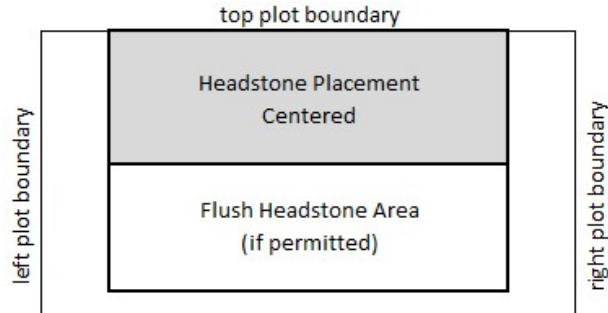 top plot boundary
left plot boundary
Headstone Placement
Centered
Flush Headstone Area
(if permitted)
right plot boundary